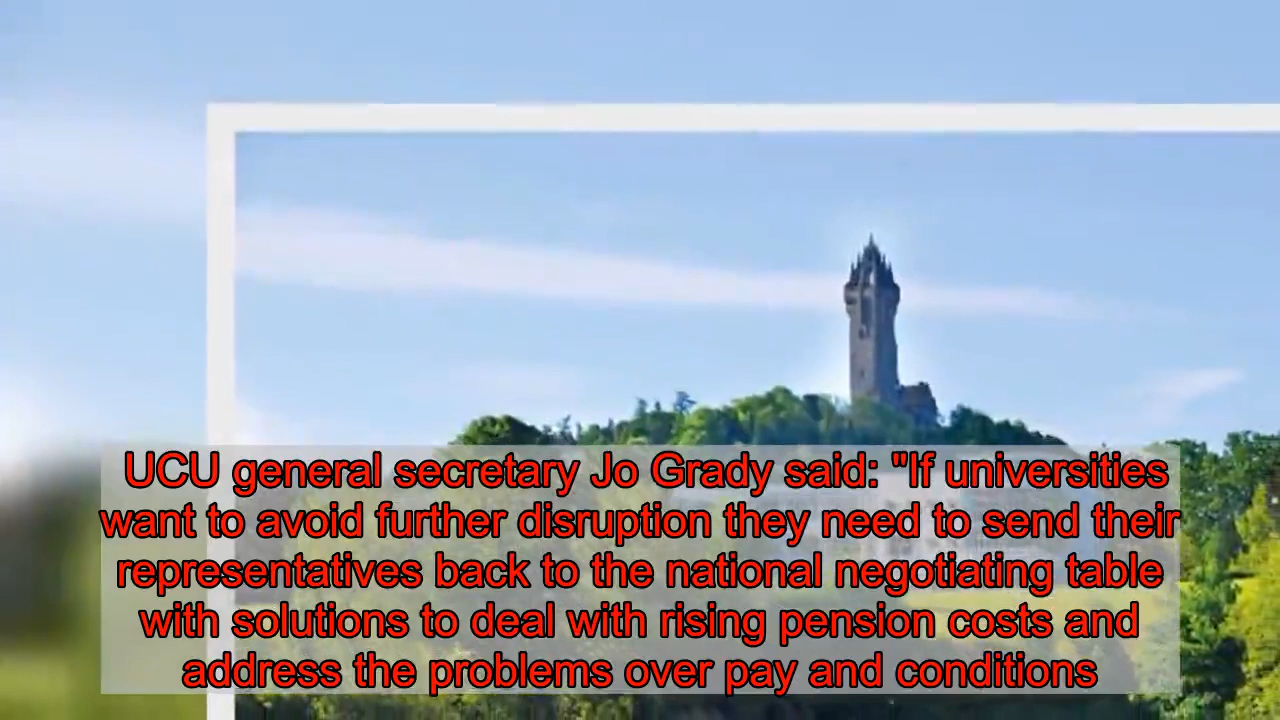 UCU general secretary Jo Grady said: "If universities
want to avoid further disruption they need to send their
representatives back to the national negotiating table
with solutions to deal with rising pension costs and
address the problems over pay and conditions